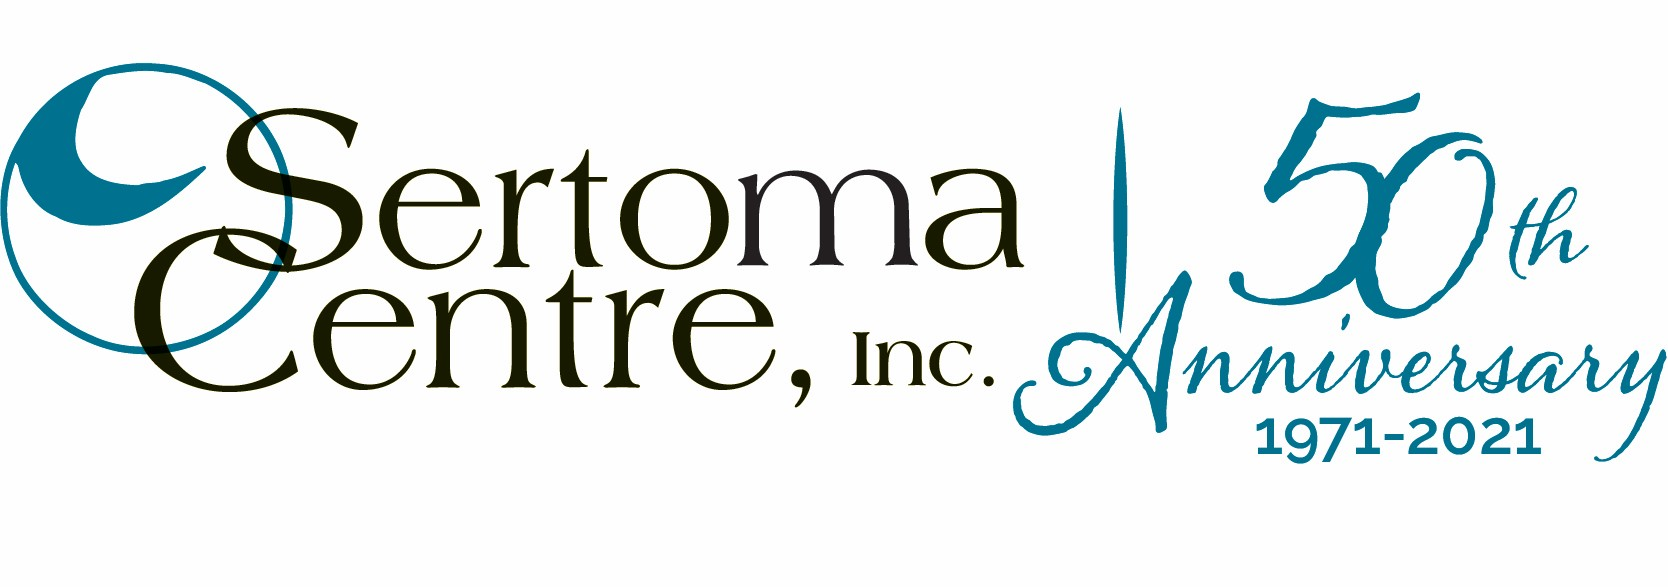 Sertoma
Centre, Inc.
50th
Anniversary
1971-2021